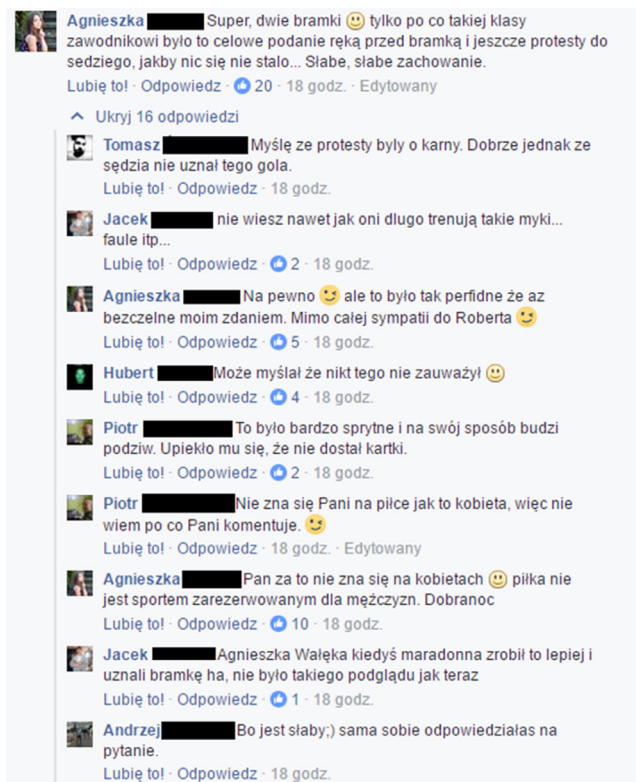 Agnieszka Super, dwie bramki 🙂 tylko po co takiej klasy
zawodnikowi było to celowe podanie ręką przed bramką i jeszcze protesty do
sedziego, jakby nic się nie stalo... Słabe, słabe zachowanie.
Lubię to! · Odpowiedz · 20 · 18 godz. · Edytowany
Ukryj 16 odpowiedzi
Tomasz Myślę ze protesty byly o karny. Dobrze jednak ze
sędzia nie uznał tego gola.
Lubię to! · Odpowiedz · 18 godz.
Jacek nie wiesz nawet jak oni dlugo trenują takie myki...
faule itp...
Lubię to! · Odpowiedz · 2 · 18 godz.
Agnieszka Na pewno 😉 ale to było tak perfidne że az
bezczelne moim zdaniem. Mimo całej sympatii do Roberta 😉
Lubię to! · Odpowiedz · 5 · 18 godz.
Hubert Może myślał że nikt tego nie zauważył 🙂
Lubię to! · Odpowiedz · 4 · 18 godz.
Piotr To było bardzo sprytne i na swój sposób budzi
podziw. Upiekło mu się, że nie dostał kartki.
Lubię to! · Odpowiedz · 2 · 18 godz.
Piotr Nie zna się Pani na piłce jak to kobieta, więc nie
wiem po co Pani komentuje. 😉
Lubię to! · Odpowiedz · 18 godz. · Edytowany
Agnieszka Pan za to nie zna się na kobietach 🙂 piłka nie
jest sportem zarezerwowanym dla mężczyzn. Dobranoc
Lubię to! · Odpowiedz · 10 · 18 godz.
Jacek Agnieszka Wałęka kiedyś maradonna zrobił to lepiej i
uznali bramkę ha, nie było takiego podglądu jak teraz
Lubię to! · Odpowiedz · 1 · 18 godz.
Andrzej Bo jest słaby;) sama sobie odpowiedziałas na
pytanie.
Lubię to! · Odpowiedz · 18 godz.